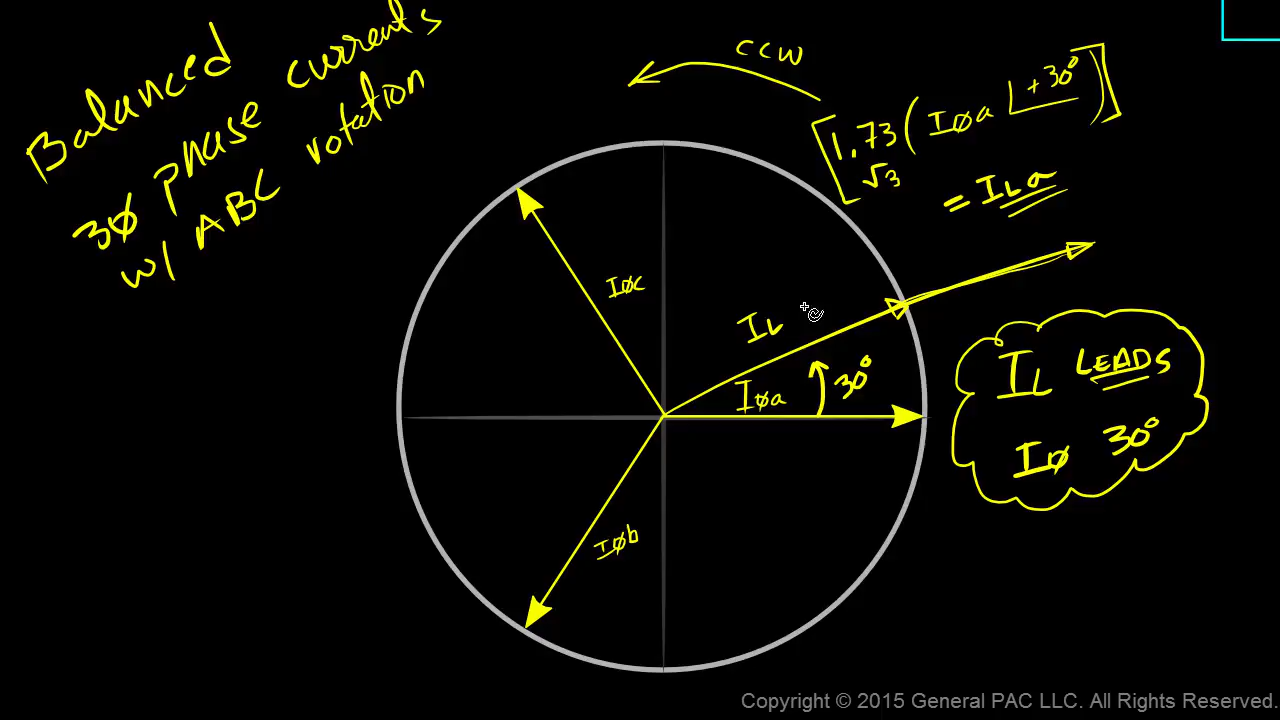 Balanced
3Ø phase currents
w/ ABC rotation
CCW
[1.73 (IØa ∠+30°)]
√3
= ILa
IØc
IL
IØa
30°
IL LEADS
IØ 30°
IØb
Copyright © 2015 General PAC LLC. All Rights Reserved.